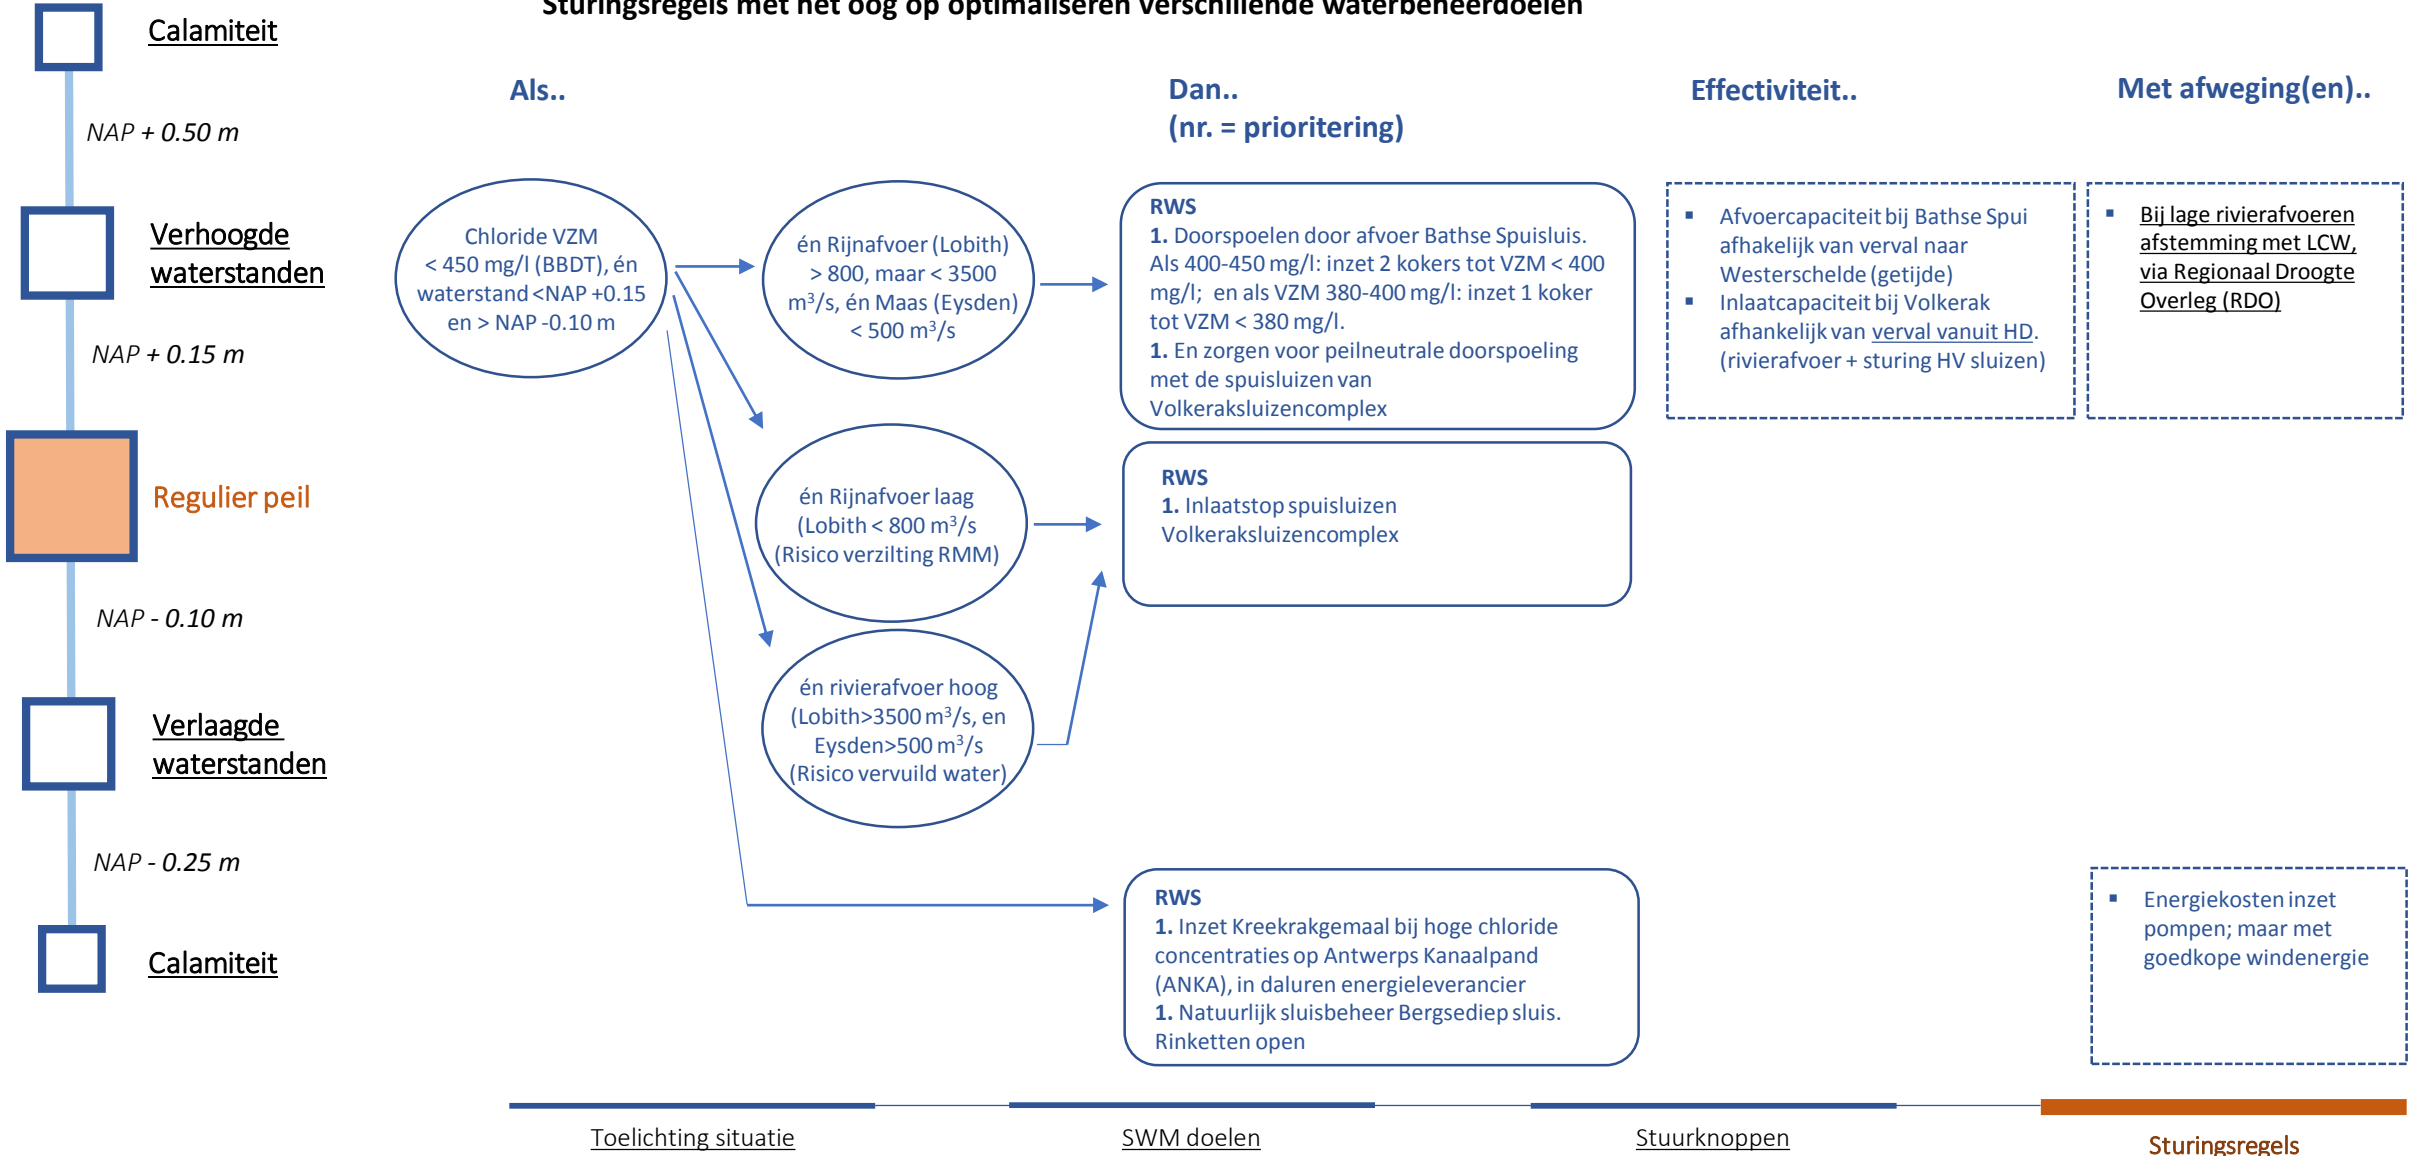 Sturingsregels met het oog op optimaliseren verschillende waterbeheerdoelen
Calamiteit
NAP + 0.50 m
Verhoogde
waterstanden
NAP + 0.15 m
Regulier peil
NAP - 0.10 m
Verlaagde
waterstanden
NAP - 0.25 m
Calamiteit
Als..
Dan..
(nr. = prioritering)
Effectiviteit..
Met afweging(en)..
Chloride VZM
< 450 mg/l (BBDT), én
waterstand <NAP +0.15
en > NAP -0.10 m
én Rijnafvoer (Lobith)
> 800, maar < 3500
m³/s, én Maas (Eysden)
< 500 m³/s
RWS
1. Doorspoelen door afvoer Bathse Spuisluis.
Als 400-450 mg/l: inzet 2 kokers tot VZM < 400
mg/l; en als VZM 380-400 mg/l: inzet 1 koker
tot VZM < 380 mg/l.
1. En zorgen voor peilneutrale doorspoeling
met de spuisluizen van
Volkeraksluizencomplex
▪ Afvoercapaciteit bij Bathse Spui
afhakelijk van verval naar
Westerschelde (getijde)
▪ Inlaatcapaciteit bij Volkerak
afhankelijk van verval vanuit HD.
(rivierafvoer + sturing HV sluizen)
▪ Bij lage rivierafvoeren
afstemming met LCW,
via Regionaal Droogte
Overleg (RDO)
én Rijnafvoer laag
(Lobith < 800 m³/s
(Risico verzilting RMM)
RWS
1. Inlaatstop spuisluizen
Volkeraksluizencomplex
én rivierafvoer hoog
(Lobith>3500 m³/s, en
Eysden>500 m³/s
(Risico vervuild water)
RWS
1. Inzet Kreekrakgemaal bij hoge chloride
concentraties op Antwerps Kanaalpand
(ANKA), in daluren energieleverancier
1. Natuurlijk sluisbeheer Bergsediep sluis.
Rinketten open
▪ Energiekosten inzet
pompen; maar met
goedkope windenergie
Toelichting situatie
SWM doelen
Stuurknoppen
Sturingsregels